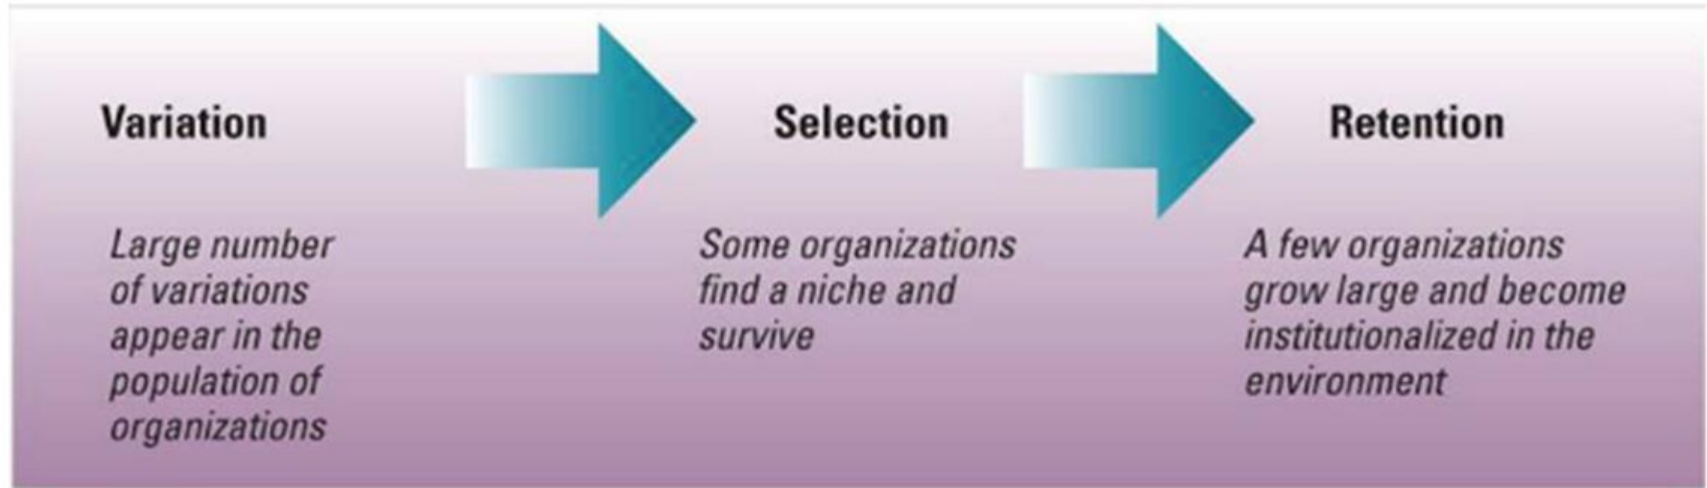 Variation
Selection
Retention
Large number
of variations
appear in the
population of
organizations
Some organizations
find a niche and
survive
A few organizations
grow large and become
institutionalized in the
environment